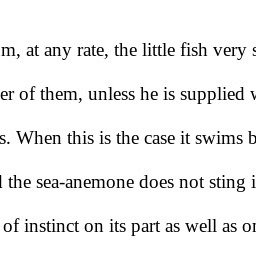 at any rate, the little fish very
of them, unless he is supplied
When this is the case it swims
the sea-anemone does not sting
of instinct on its part as well as